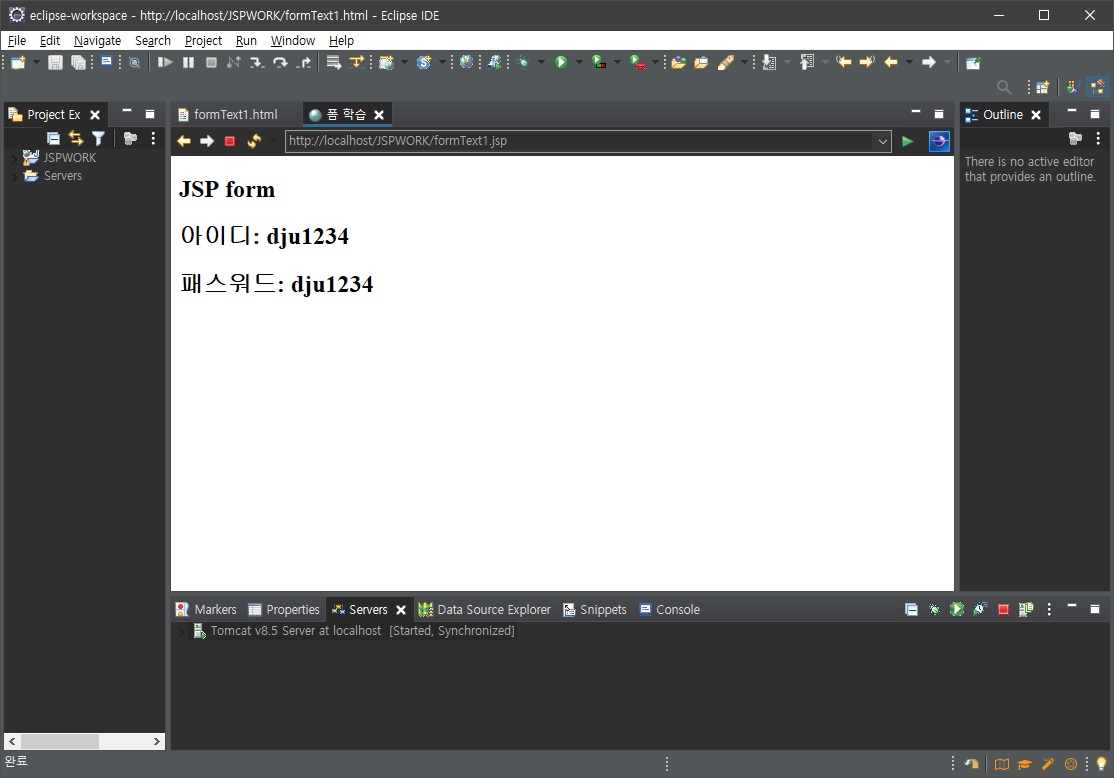 eclipse-workspace - http://localhost/JSPWORK/formText1.html - Eclipse IDE
File Edit Navigate Search Project Run Window Help
Project Ex
formText1.html
폼 학습
Outline
http://localhost/JSPWORK/formText1.jsp
JSPWORK
Servers
There is no active editor
that provides an outline.
JSP form
아이디: dju1234
패스워드: dju1234
Markers Properties Servers Data Source Explorer Snippets Console
Tomcat v8.5 Server at localhost [Started, Synchronized]
완료